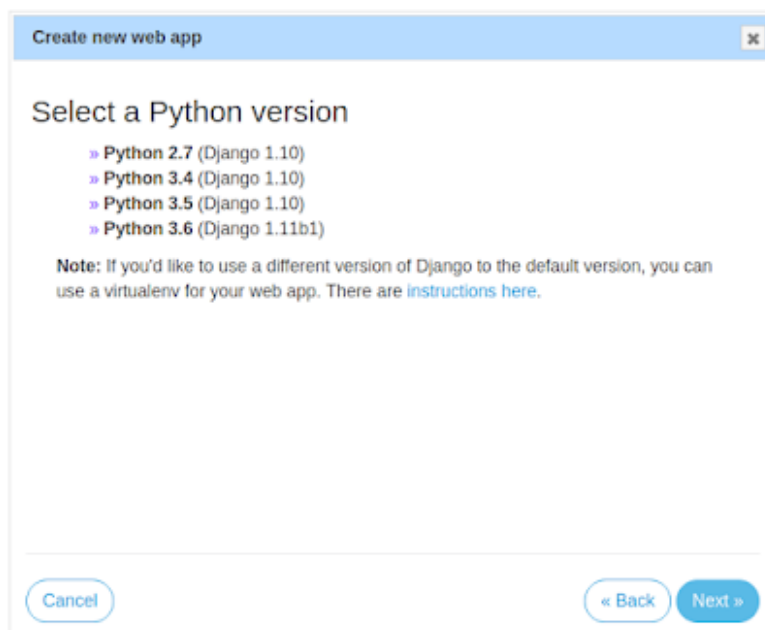 Create new web app
Select a Python version
» Python 2.7 (Django 1.10)
» Python 3.4 (Django 1.10)
» Python 3.5 (Django 1.10)
» Python 3.6 (Django 1.11b1)
Note: If you'd like to use a different version of Django to the default version, you can
use a virtualenv for your web app. There are instructions here.
Cancel
« Back
Next »